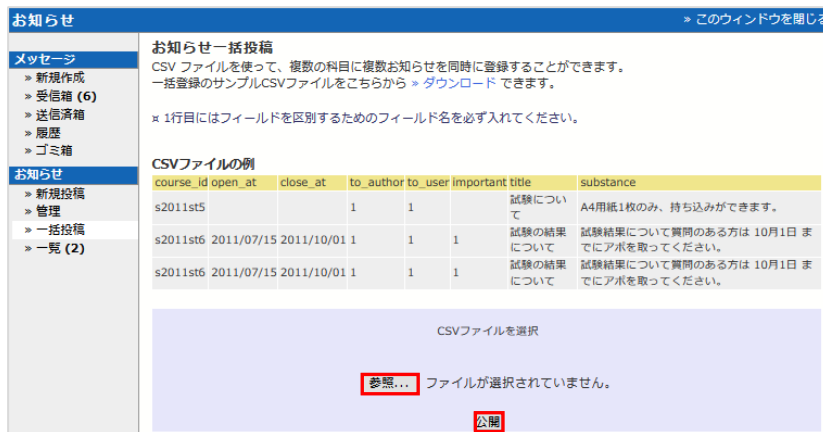 お知らせ
» このウィンドウを閉じる
メッセージ
» 新規作成
» 受信箱 (6)
» 送信済箱
» 履歴
» ゴミ箱
お知らせ
» 新規投稿
» 管理
» 一括投稿
» 一覧 (2)
お知らせ一括投稿
CSV ファイルを使って、複数の科目に複数お知らせを同時に登録することができます。
一括登録のサンプルCSVファイルをこちらから » ダウンロード できます。
¤ 1行目にはフィールドを区別するためのフィールド名を必ず入れてください。
CSVファイルの例
course_id open_at close_at to_author to_user important title substance
s2011st5 1 1 試験について A4用紙1枚のみ、持ち込みができます。
s2011st6 2011/07/15 2011/10/01 1 1 1 試験の結果について 試験結果について質問のある方は 10月1日 までにアポを取ってください。
s2011st6 2011/07/15 2011/10/01 1 1 1 試験の結果について 試験結果について質問のある方は 10月1日 までにアポを取ってください。
CSVファイルを選択
参照... ファイルが選択されていません。
公開